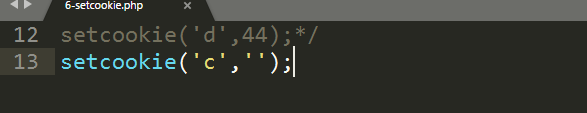 6-setcookie.php ×
12 setcookie('d',44);*/
13 setcookie('c','');